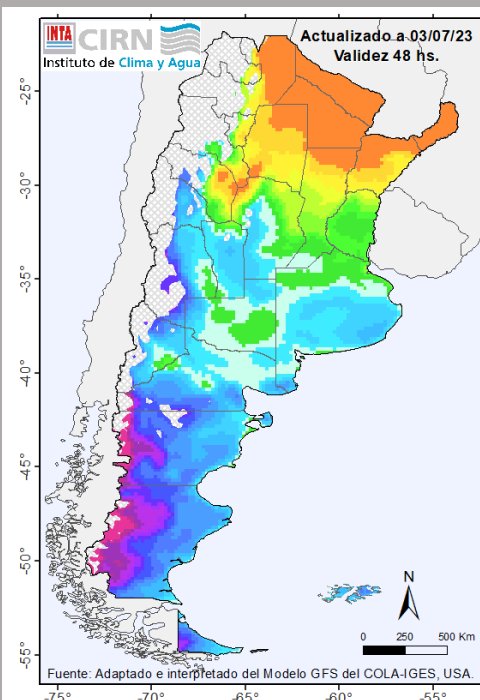 INTA CIRN
Instituto de Clima y Agua
Actualizado a 03/07/23
Validez 48 hs.
-25°
-30°
-35°
-40°
-45°
-50°
-55°
N
0 250 500 Km
Fuente: Adaptado e interpretado del Modelo GFS del COLA-IGES, USA.
-75° -70° -65° -60° -55°